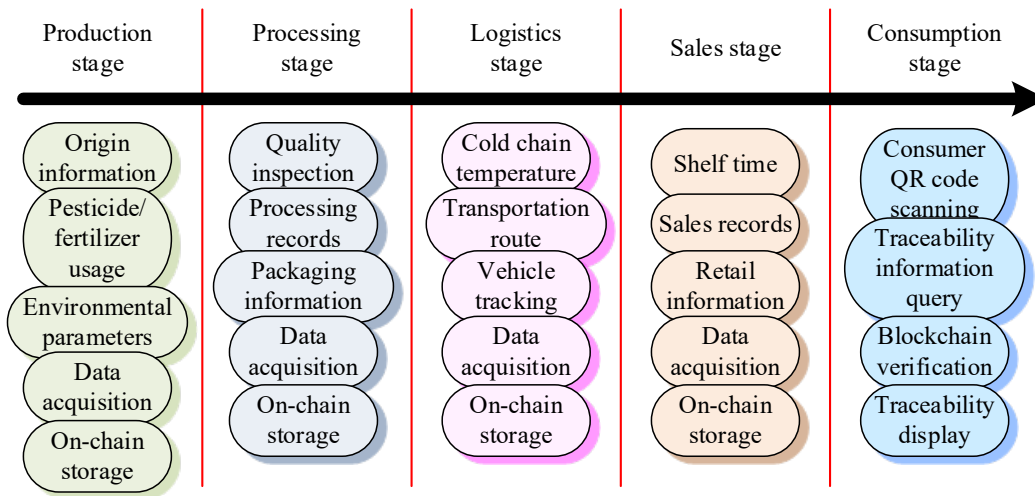 Production
stage
Processing
stage
Logistics
stage
Sales stage
Consumption
stage
Origin
information
Pesticide/
fertilizer
usage
Environmental
parameters
Data
acquisition
On-chain
storage
Quality
inspection
Processing
records
Packaging
information
Data
acquisition
On-chain
storage
Cold chain
temperature
Transportation
route
Vehicle
tracking
Data
acquisition
On-chain
storage
Shelf time
Sales records
Retail
information
Data
acquisition
On-chain
storage
Consumer
QR code
scanning
Traceability
information
query
Blockchain
verification
Traceability
display